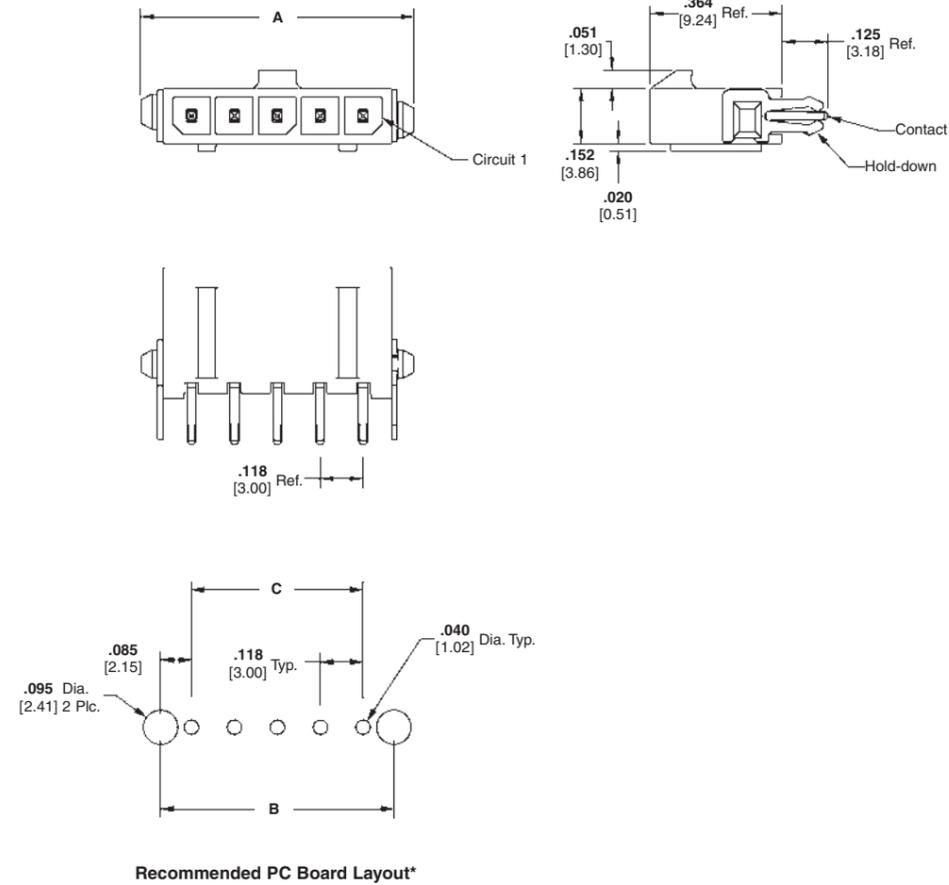 A
.364
[9.24] Ref.
.051
[1.30]
.125
[3.18] Ref.
Circuit 1
Contact
Hold-down
.152
[3.86]
.020
[0.51]
.118
[3.00] Ref.
C
.085
[2.15]
.118
[3.00] Typ.
.040
[1.02] Dia. Typ.
.095 Dia.
[2.41] 2 Plc.
B
Recommended PC Board Layout*